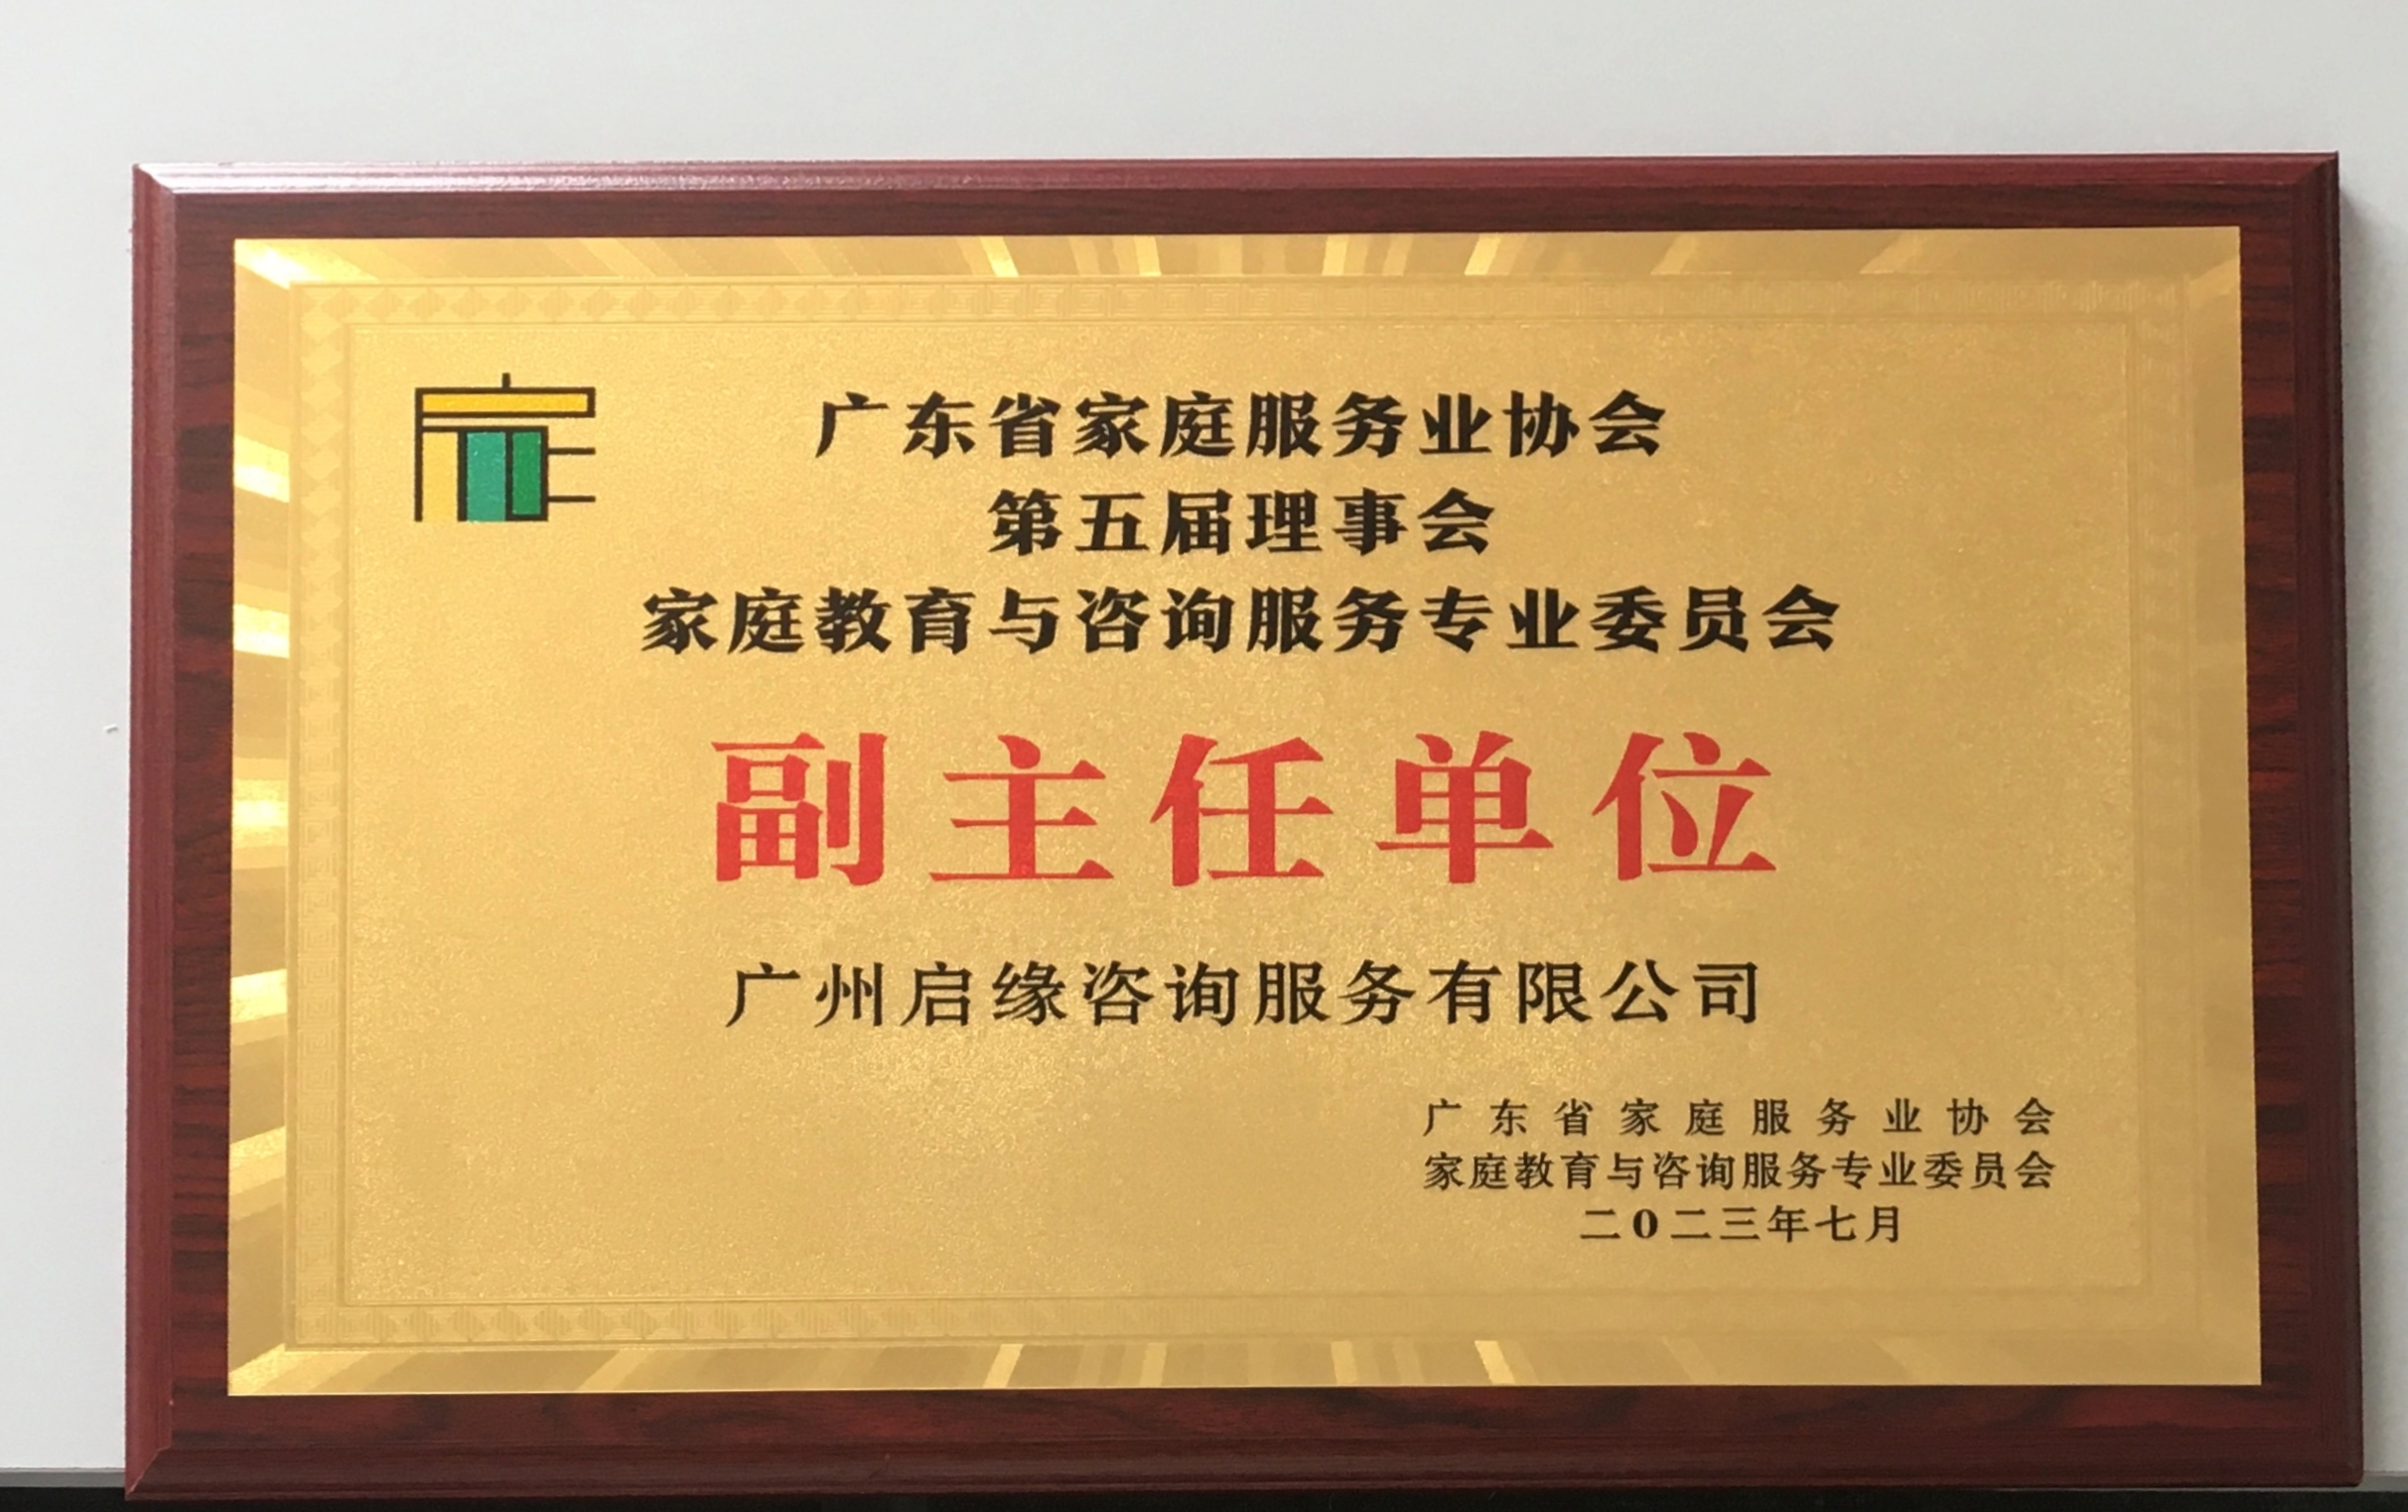 广东省家庭服务业协会
第五届理事会
家庭教育与咨询服务专业委员会
副主任单位
广州启缘咨询服务有限公司
广东省家庭服务业协会
家庭教育与咨询服务专业委员会
二0二三年七月